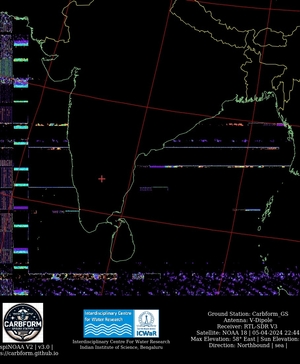 CARBFORM
Interdisciplinary Centre
for Water Research
ICWaR
spiNOAA V2 | v3.0 |
s://carbform.github.io
Interdisciplinary Centre For Water Research
Indian Institute of Science, Bengalore
Ground Station: Carbform_GS
Antenna: V-Dipole
Receiver: RTL-SDR V3
Satellite: NOAA 18 | 05-04-2024 22:44
Max Elevation: 58° East | Sun Elevation
Direction: Northbound | sea |